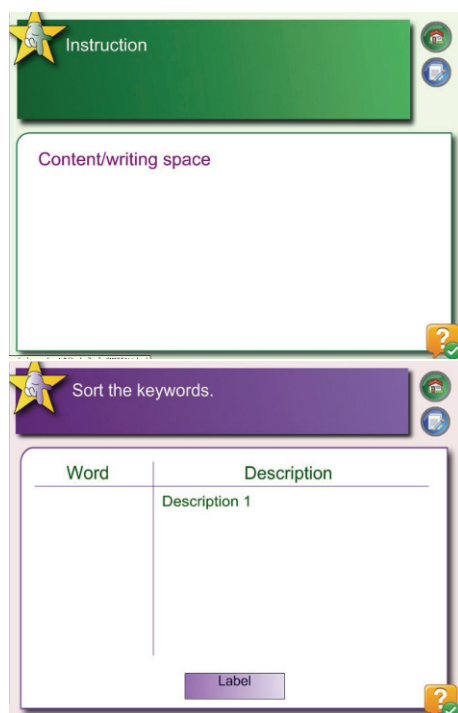 Instruction
Content/writing space
?
Sort the keywords.
Word Description
Description 1
Label
?